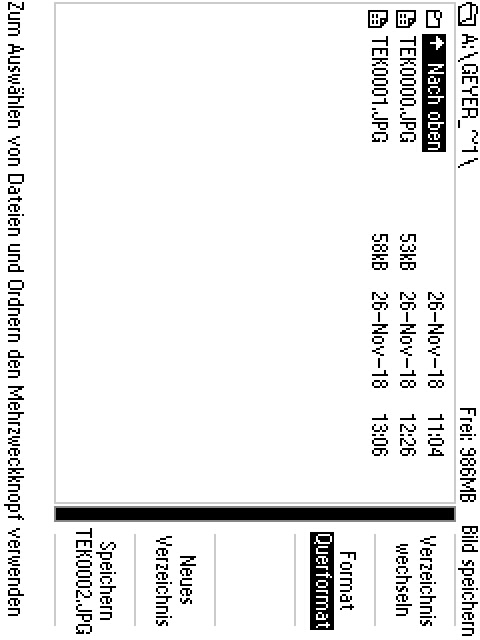 A:\GEYER_~1\ Frei: 986MB Bild speichern
Nach oben 26-Nov-18 11:04
TEK0000.JPG 53kB 26-Nov-18 12:26
TEK0001.JPG 58kB 26-Nov-18 13:06
Verzeichnis
wechseln
Format
Querformat
Neues
Verzeichnis
Speichern
TEK0002.JPG
Zum Auswählen von Dateien und Ordnern den Mehrzweckknopf verwenden